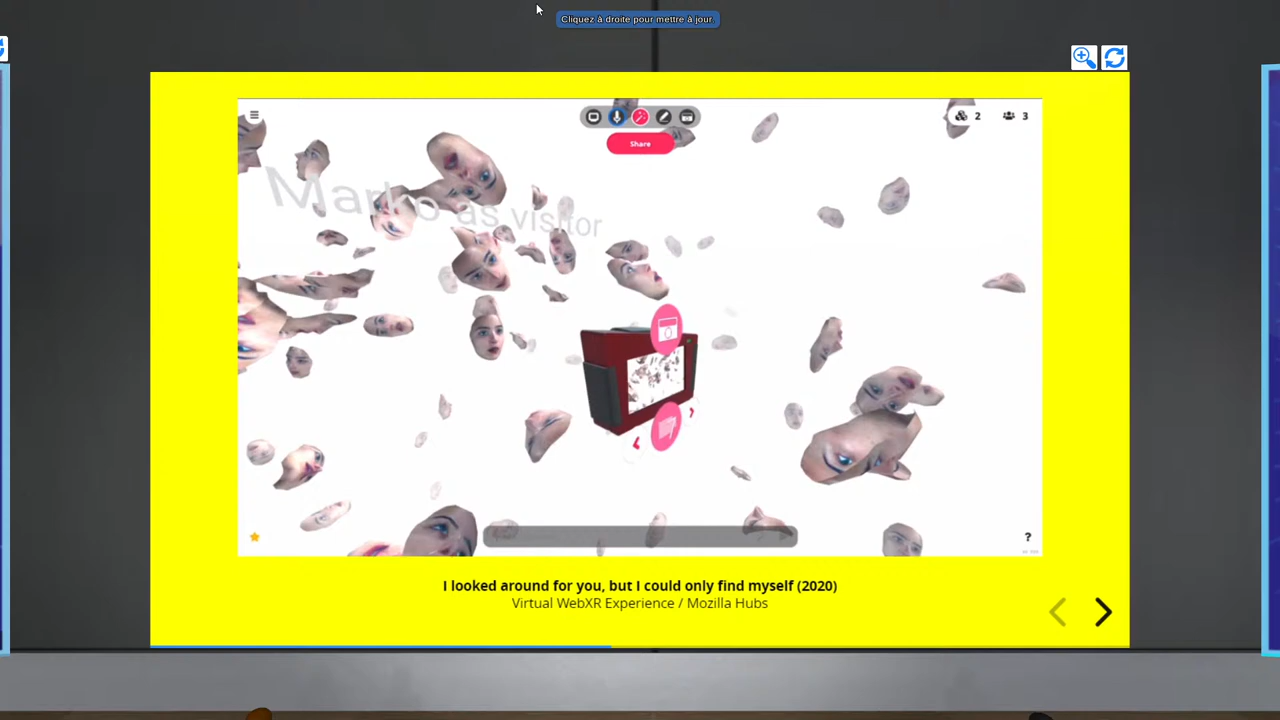 Cliquez à droite pour mettre à jour.
2
3
Share
Marko as visitor
?
I looked around for you, but I could only find myself (2020)
Virtual WebXR Experience / Mozilla Hubs